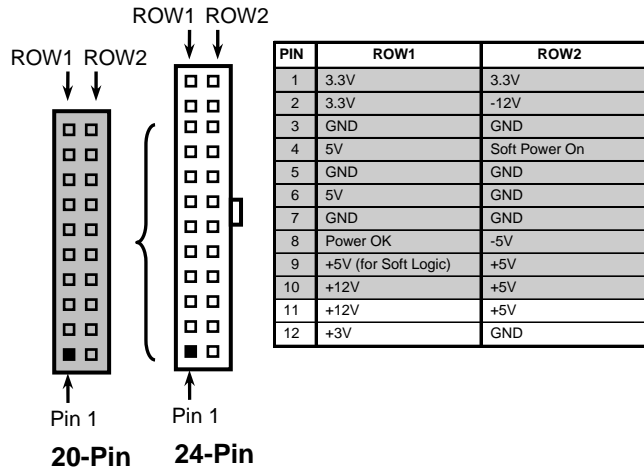 ROW1 ROW2
ROW1 ROW2
Pin 1
Pin 1
20-Pin 24-Pin
PIN ROW1 ROW2
1 3.3V 3.3V
2 3.3V -12V
3 GND GND
4 5V Soft Power On
5 GND GND
6 5V GND
7 GND GND
8 Power OK -5V
9 +5V (for Soft Logic) +5V
10 +12V +5V
11 +12V +5V
12 +3V GND